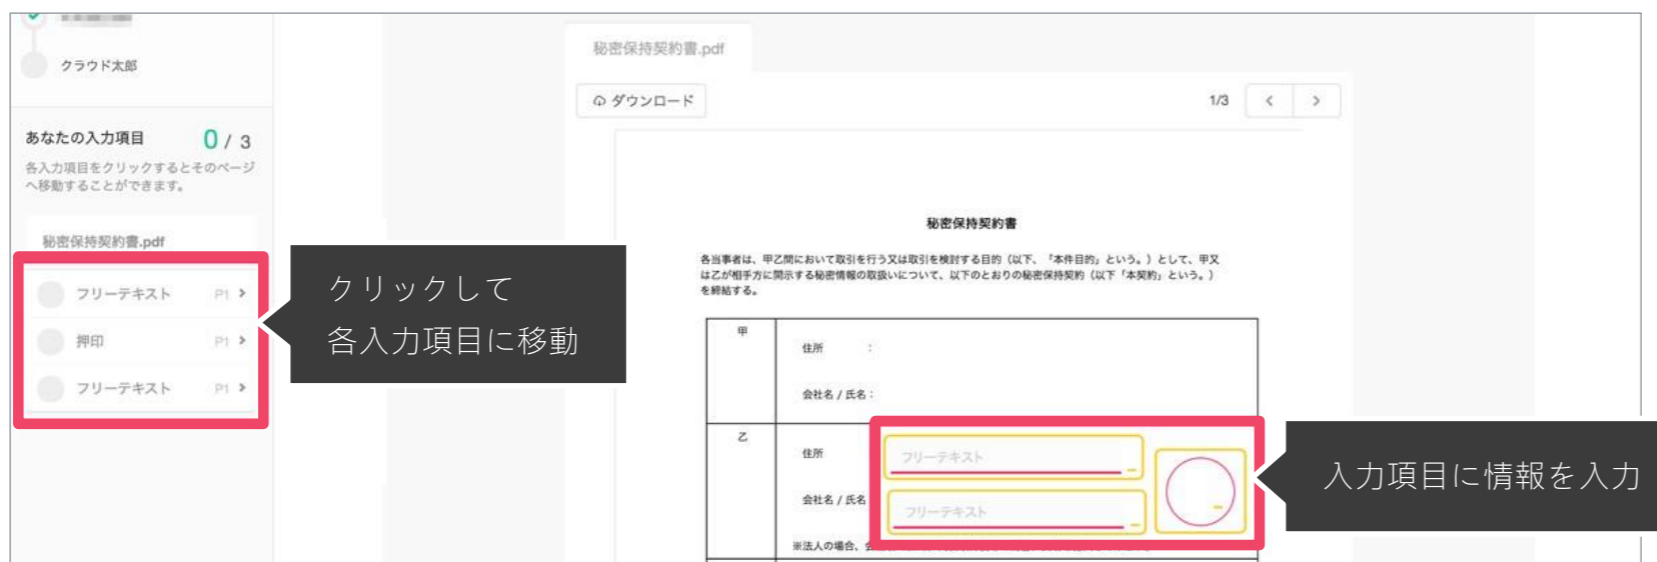 クラウド太郎
あなたの入力項目 0 / 3
各入力項目をクリックするとそのページ
へ移動することができます。
秘密保持契約書.pdf
フリーテキスト P1
押印 P1
フリーテキスト P1
クリックして
各入力項目に移動
秘密保持契約書.pdf
ダウンロード
1/3
秘密保持契約書
各当事者は、甲乙間において取引を行う又は取引を検討する目的（以下、「本件目的」という。）として、甲又
は乙が相手方に開示する秘密情報の取扱いについて、以下のとおりの秘密保持契約（以下「本契約」という。）
を締結する。
甲
住所 ：
会社名 / 氏名：
乙
住所
フリーテキスト
会社名 / 氏名
フリーテキスト
※法人の場合、
入力項目に情報を入力